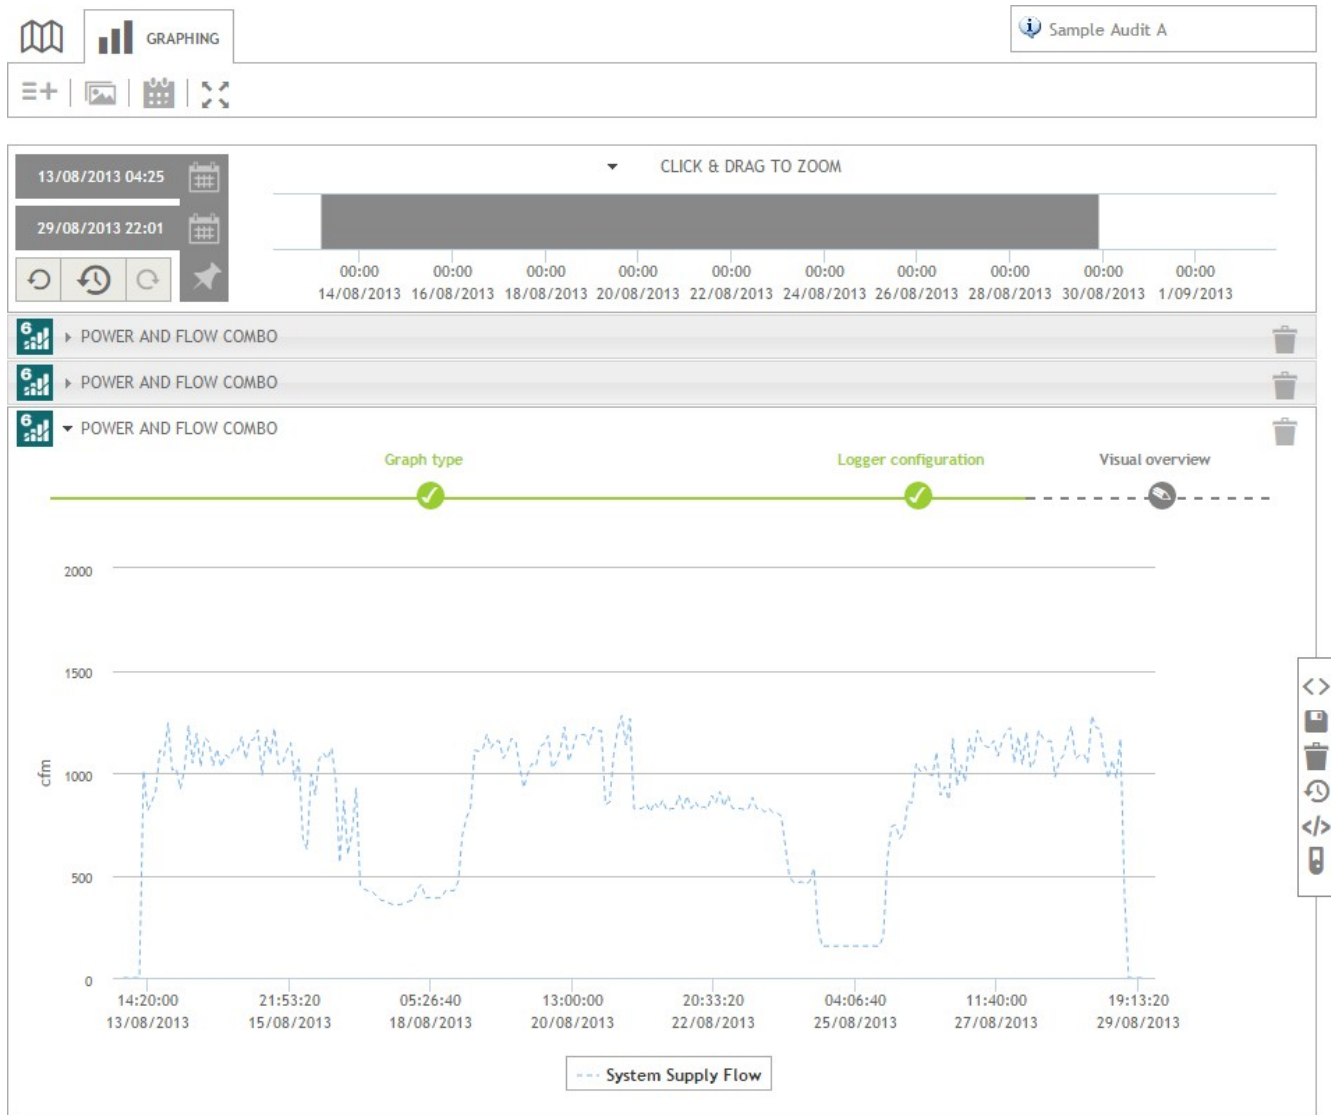 GRAPHING
Sample Audit A
13/08/2013 04:25
29/08/2013 22:01
CLICK & DRAG TO ZOOM
00:00 00:00 00:00 00:00 00:00 00:00 00:00 00:00 00:00 00:00
14/08/2013 16/08/2013 18/08/2013 20/08/2013 22/08/2013 24/08/2013 26/08/2013 28/08/2013 30/08/2013 1/09/2013
6 POWER AND FLOW COMBO
6 POWER AND FLOW COMBO
6 POWER AND FLOW COMBO
Graph type Logger configuration Visual overview
2000
1500
1000
cfm
500
0
14:20:00 21:53:20 05:26:40 13:00:00 20:33:20 04:06:40 11:40:00 19:13:20
13/08/2013 15/08/2013 18/08/2013 20/08/2013 22/08/2013 25/08/2013 27/08/2013 29/08/2013
System Supply Flow